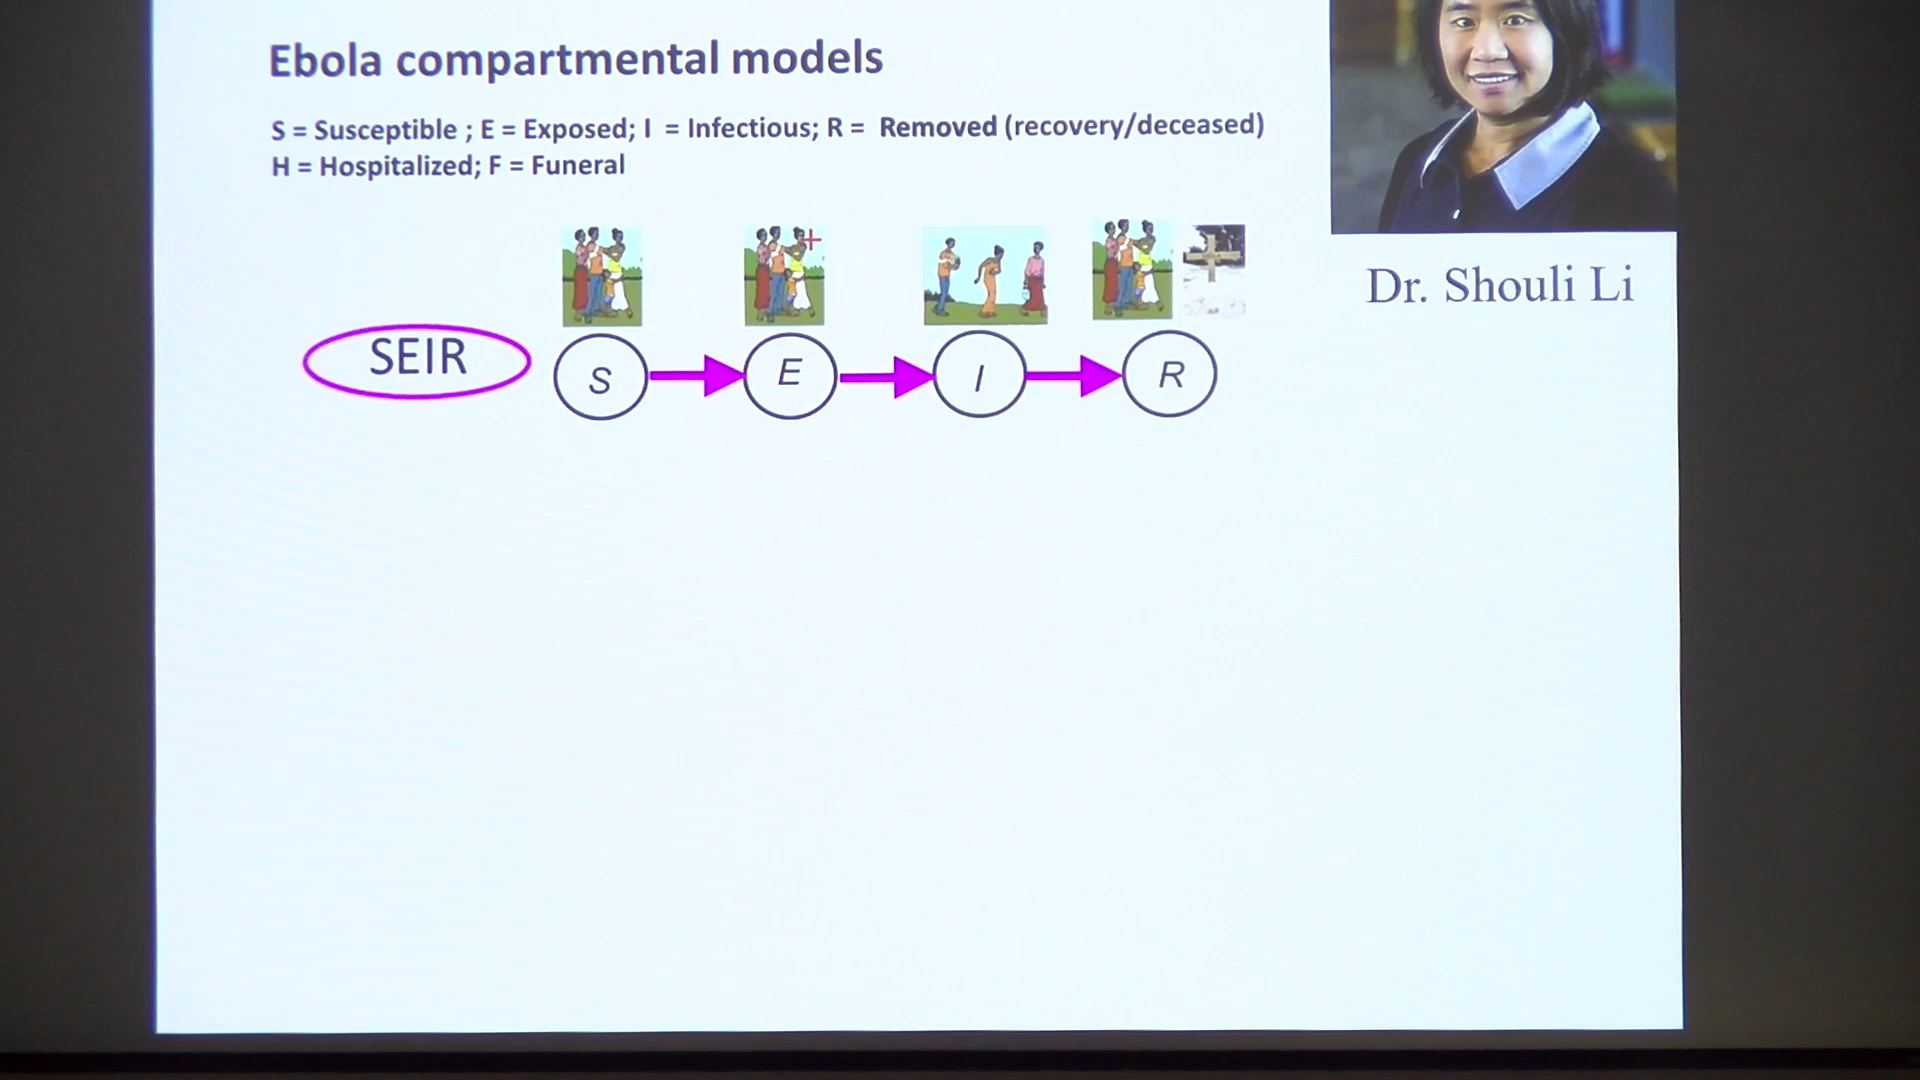 Ebola compartmental models
S = Susceptible ; E = Exposed; I = Infectious; R = Removed (recovery/deceased)
H = Hospitalized; F = Funeral
Dr. Shouli Li
SEIR
S
E
I
R